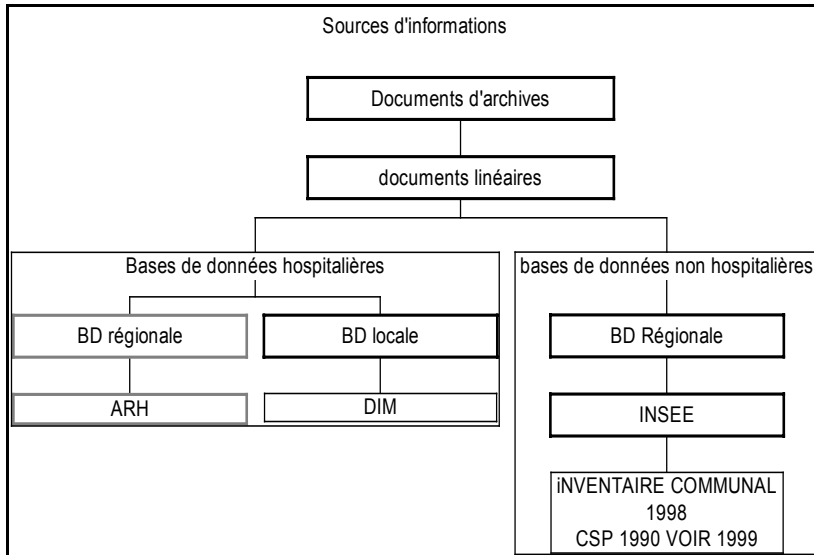 Sources d'informations
Documents d'archives
documents linéaires
Bases de données hospitalières
bases de données non hospitalières
BD régionale
BD locale
BD Régionale
ARH
DIM
INSEE
iNVENTAIRE COMMUNAL
1998
CSP 1990 VOIR 1999